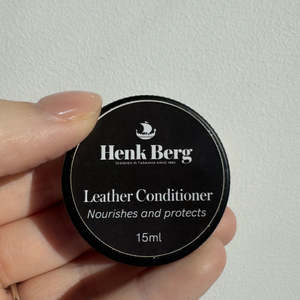 Henk Berg
Leather Conditioner
Nourishes and protects
15ml